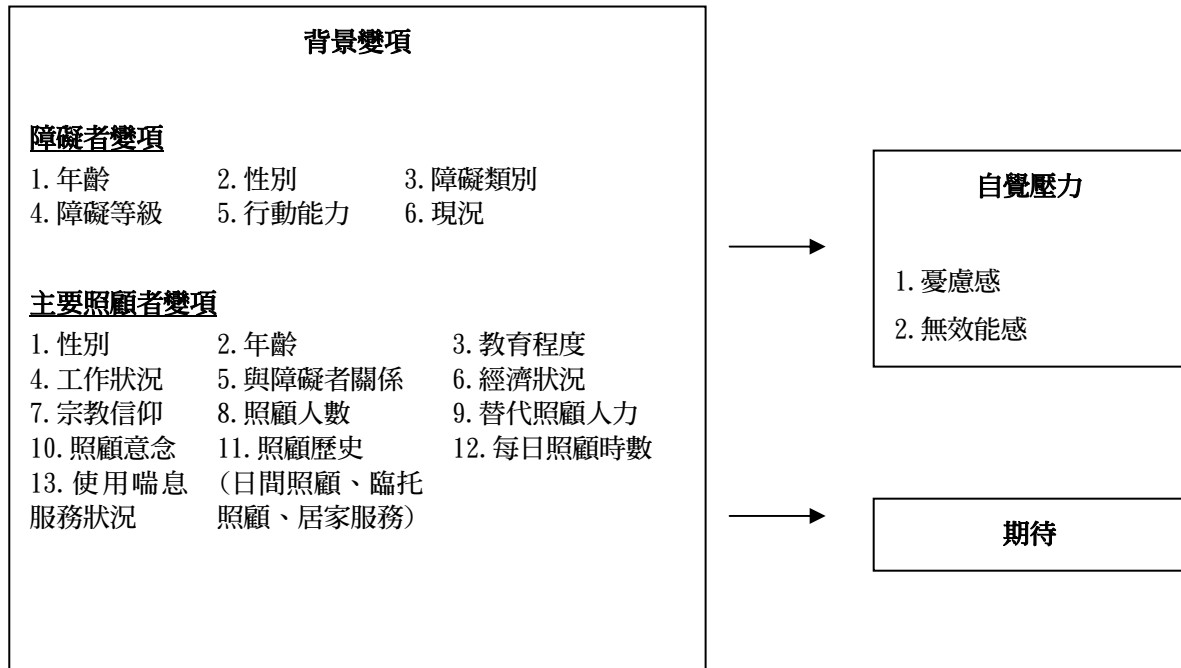 背景變項
障礙者變項
1.年齡 2.性別 3.障礙類別
4.障礙等級 5.行動能力 6.現況
主要照顧者變項
1.性別 2.年齡 3.教育程度
4.工作狀況 5.與障礙者關係 6.經濟狀況
7.宗教信仰 8.照顧人數 9.替代照顧人力
10.照顧意念 11.照顧歷史 12.每日照顧時數
13.使用喘息 (日間照顧、臨托
服務狀況 照顧、居家服務)
自覺壓力
1.憂慮感
2.無效能感
期待